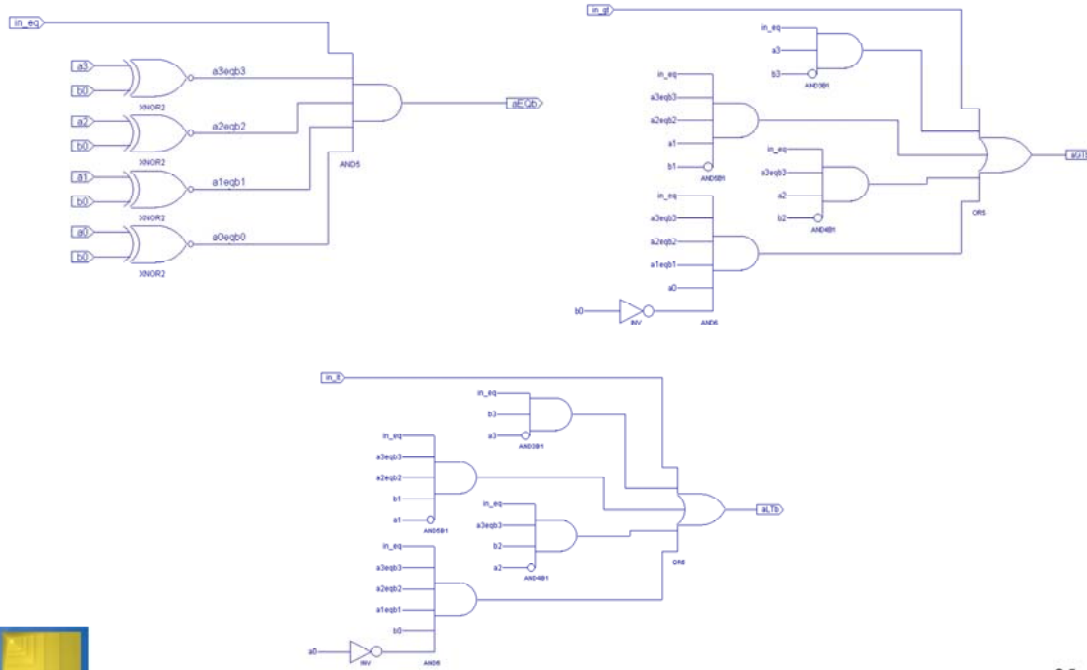 in_eq
a3
b0
a3eqb3
XNOR2
a2
b0
a2eqb2
XNOR2
a1
b0
a1eqb1
XNOR2
a0
b0
a0eqb0
XNOR2
AND5
aEQb
in_gt
in_eq
a3
b3
AND3B1
in_eq
a3eqb3
a2eqb2
a1
b1
AND5B1
in_eq
a3eqb3
a2
b2
AND4B1
in_eq
a3eqb3
a2eqb2
a1eqb1
a0
b0
INV
AND6
OR5
in_lt
in_eq
b3
a3
AND3B1
in_eq
a3eqb3
a2eqb2
b1
a1
AND5B1
in_eq
a3eqb3
b2
a2
AND4B1
in_eq
a3eqb3
a2eqb2
a1eqb1
b0
a0
INV
AND6
aLTb